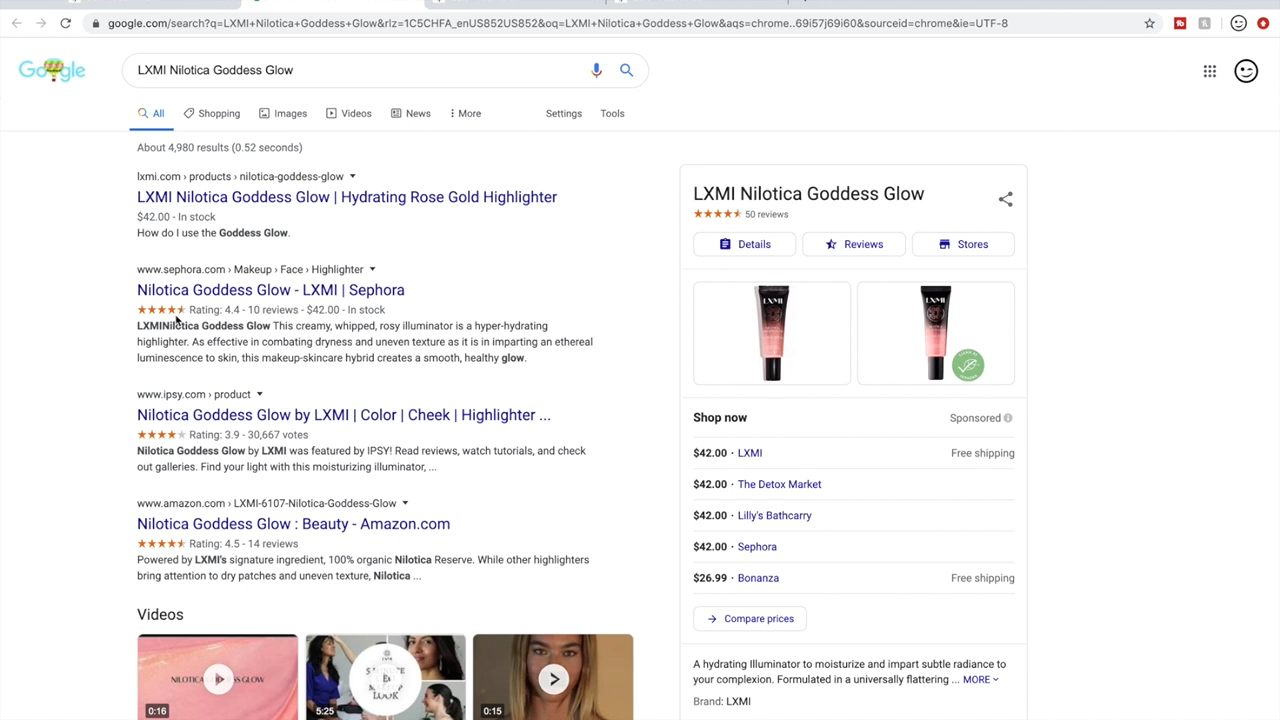 google.com/search?q=LXMI+Nilotica+Goddess+Glow&rlz=1C5CHFA_enUS852US852&oq=LXMI+Nilotica+Goddess+Glow&aqs=chrome..69i57j69i60&sourceid=chrome&ie=UTF-8
Google
LXMI Nilotica Goddess Glow
All Shopping Images Videos News More Settings Tools
About 4,980 results (0.52 seconds)
lxmi.com › products › nilotica-goddess-glow
LXMI Nilotica Goddess Glow | Hydrating Rose Gold Highlighter
$42.00 - In stock
How do I use the Goddess Glow.
www.sephora.com › Makeup › Face › Highlighter
Nilotica Goddess Glow - LXMI | Sephora
Rating: 4.4 - 10 reviews - $42.00 - In stock
LXMINilotica Goddess Glow This creamy, whipped, rosy illuminator is a hyper-hydrating
highlighter. As effective in combating dryness and uneven texture as it is in imparting an ethereal
luminescence to skin, this makeup-skincare hybrid creates a smooth, healthy glow.
www.ipsy.com › product
Nilotica Goddess Glow by LXMI | Color | Cheek | Highlighter ...
Rating: 3.9 - 30,667 votes
Nilotica Goddess Glow by LXMI was featured by IPSY! Read reviews, watch tutorials, and check
out galleries. Find your light with this moisturizing illuminator, ...
www.amazon.com › LXMI-6107-Nilotica-Goddess-Glow
Nilotica Goddess Glow : Beauty - Amazon.com
Rating: 4.5 - 14 reviews
Powered by LXMI's signature ingredient, 100% organic Nilotica Reserve. While other highlighters
bring attention to dry patches and uneven texture, Nilotica ...
Videos
NILOTICA GLOW
0:16
LOOK
5:25
0:15
LXMI Nilotica Goddess Glow
50 reviews
Details Reviews Stores
LXMI
LXMI
Shop now Sponsored
$42.00 · LXMI Free shipping
$42.00 · The Detox Market
$42.00 · Lilly's Bathcarry
$42.00 · Sephora
$26.99 · Bonanza Free shipping
Compare prices
A hydrating Illuminator to moisturize and impart subtle radiance to
your complexion. Formulated in a universally flattering ... MORE
Brand: LXMI